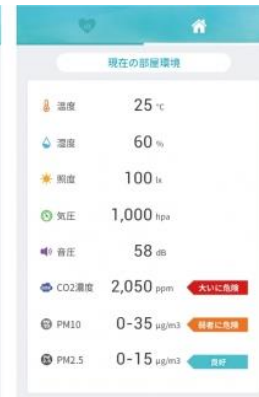 現在の部屋環境
温度 25 ℃
湿度 60 %
照度 100 lx
気圧 1,000 hpa
音圧 58 dB
CO2濃度 2,050 ppm 大いに危険
PM10 0-35 μg/m3 弱者に危険
PM2.5 0-15 μg/m3 良好